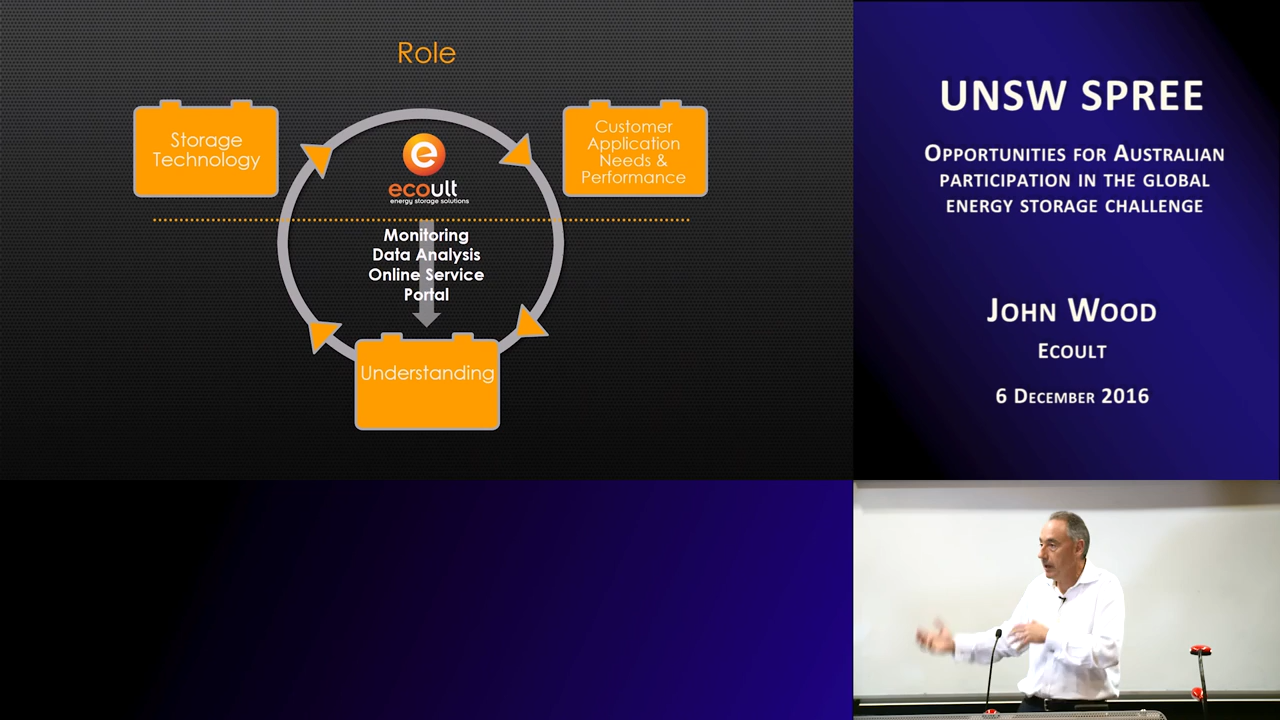 Role
Storage
Technology
Customer
Application
Needs &
Performance
e
ecoult
energy storage solutions
Monitoring
Data Analysis
Online Service
Portal
Understanding
UNSW SPREE
Opportunities for Australian
participation in the global
energy storage challenge
John Wood
Ecoult
6 December 2016